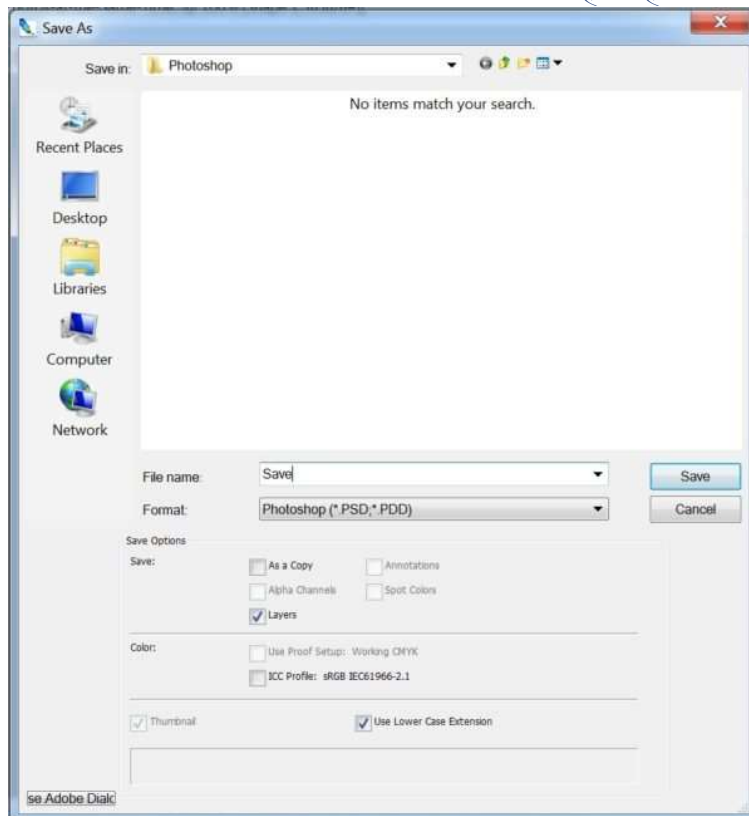 Save As
Save in: Photoshop
No items match your search.
Recent Places
Desktop
Libraries
Computer
Network
File name: Save Save
Format: Photoshop (*.PSD;*.PDD) Cancel
Save Options
Save: As a Copy Annotations
Alpha Channels Spot Colors
Layers
Color: Use Proof Setup: Working CMYK
ICC Profile: sRGB IEC61966-2.1
Thumbnail Use Lower Case Extension
se Adobe Dialc